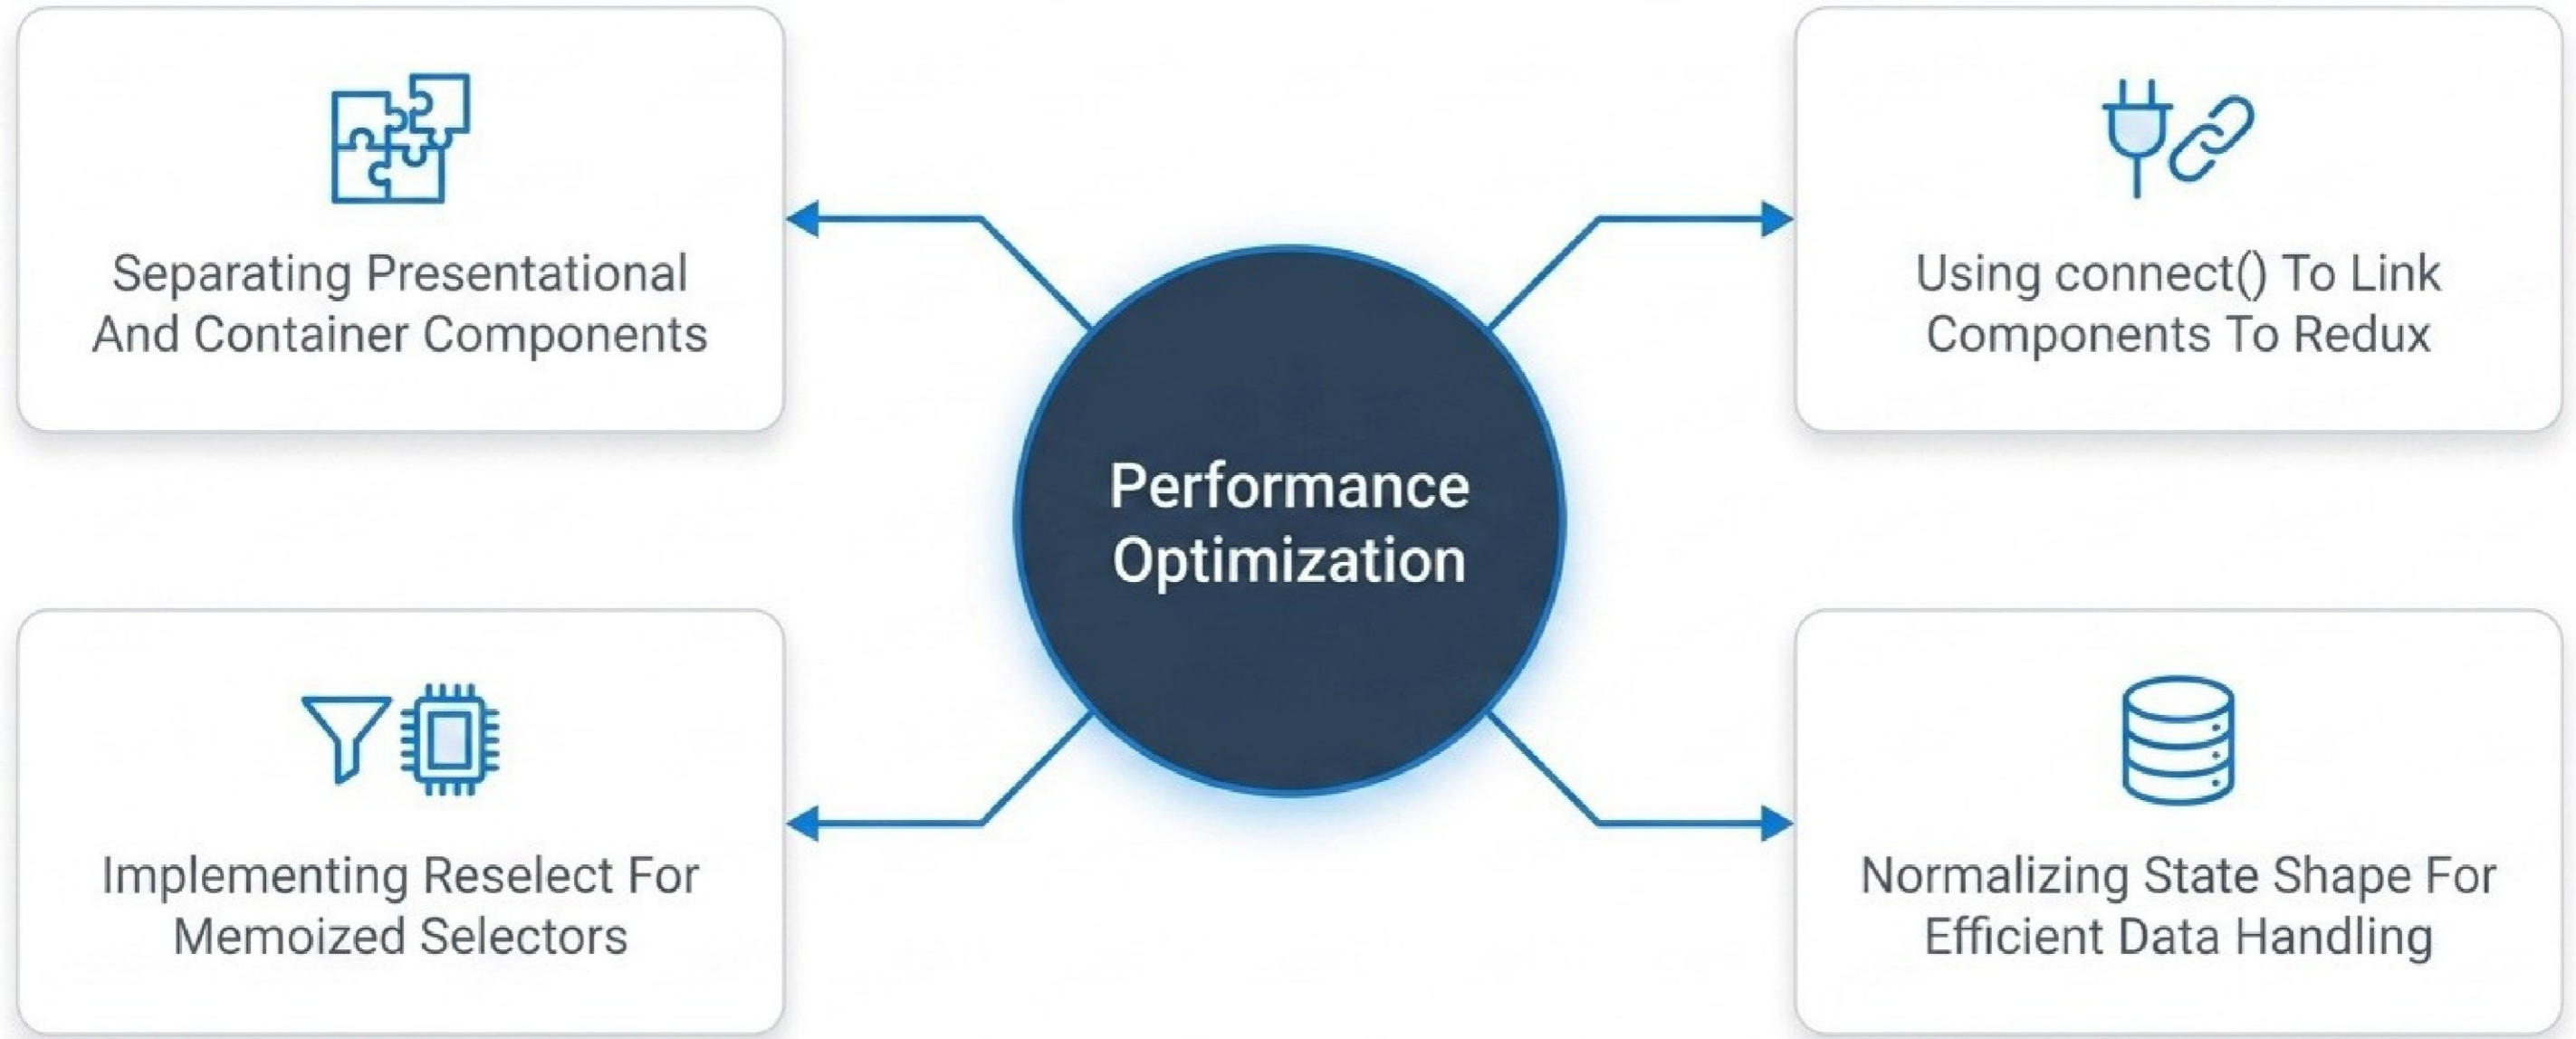 Separating Presentational
And Container Components
Using connect() To Link
Components To Redux
Performance
Optimization
Implementing Reselect For
Memoized Selectors
Normalizing State Shape For
Efficient Data Handling